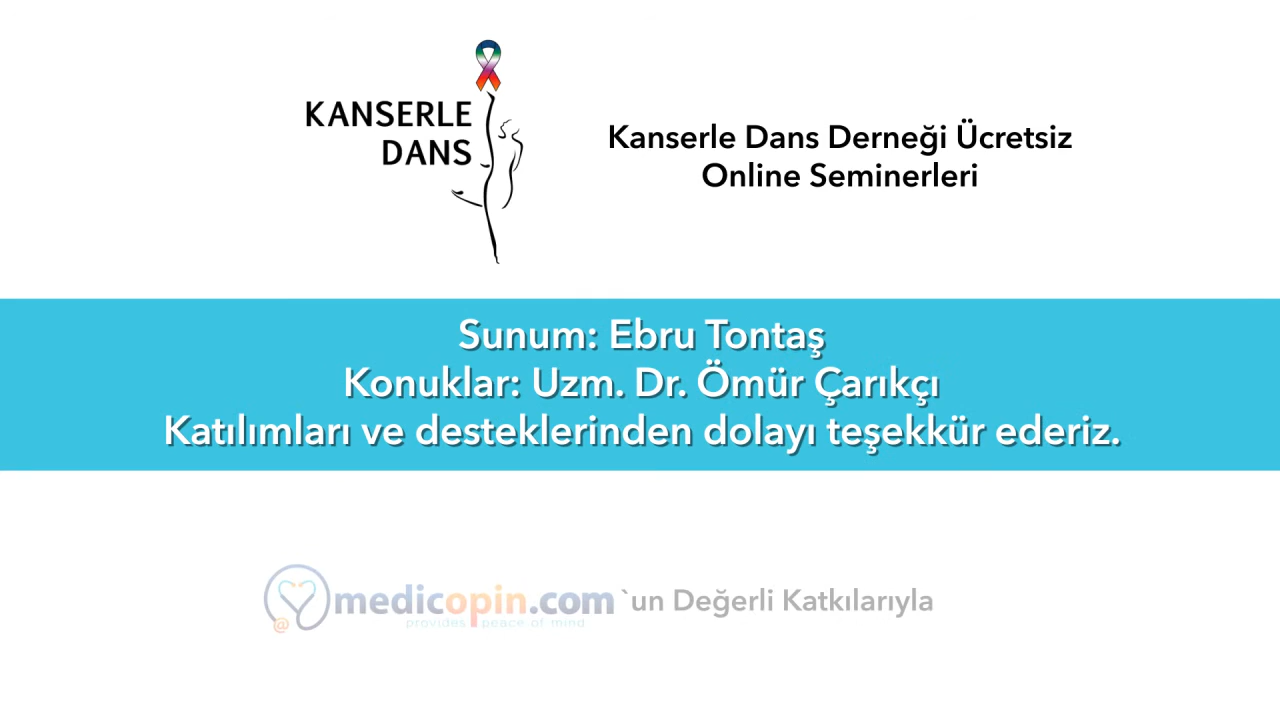 KANSERLE
DANS
Kanserle Dans Derneği Ücretsiz
Online Seminerleri
Sunum: Ebru Tontaş
Konuklar: Uzm. Dr. Ömür Çarıkçı
Katılımları ve desteklerinden dolayı teşekkür ederiz.
@medicopin.com `un Değerli Katkılarıyla
provides peace of mind